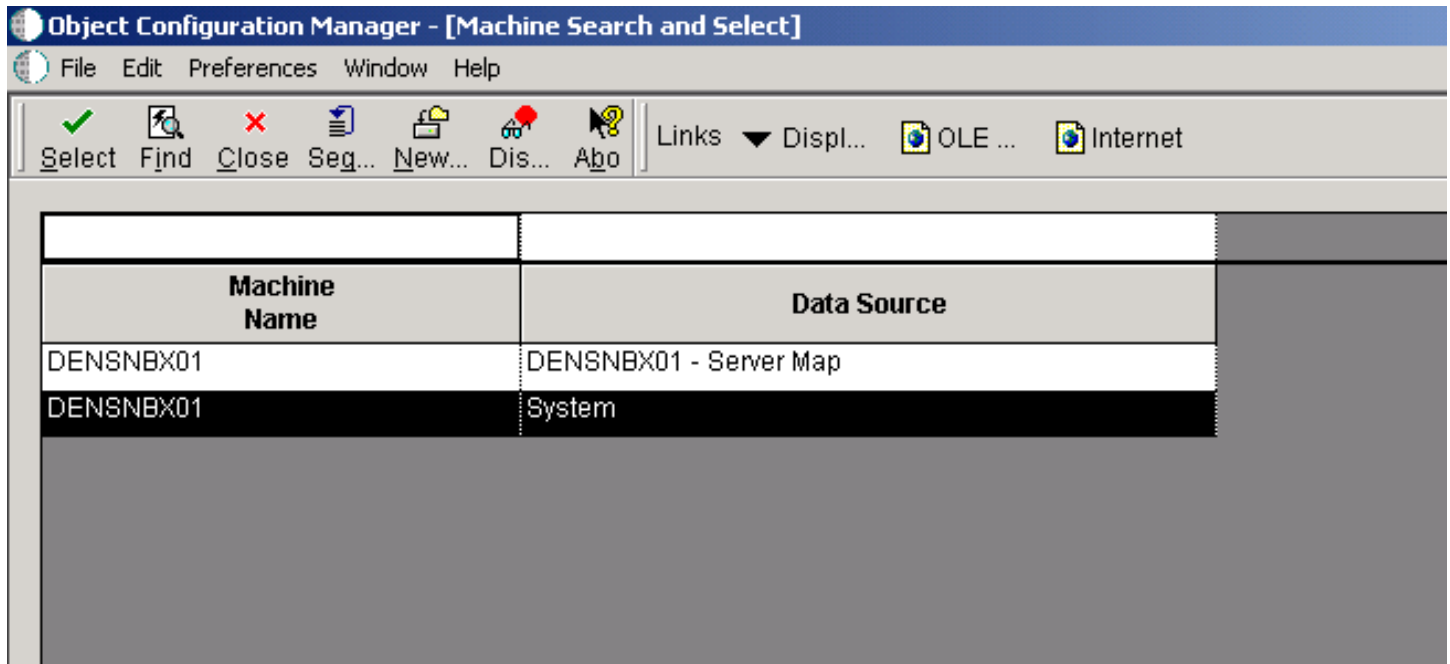 Object Configuration Manager - [Machine Search and Select]
File Edit Preferences Window Help
Select Find Close Seq... New... Dis... Abo Links Displ... OLE ... Internet
Machine
Name
Data Source
DENSNBX01 DENSNBX01 - Server Map
DENSNBX01 System